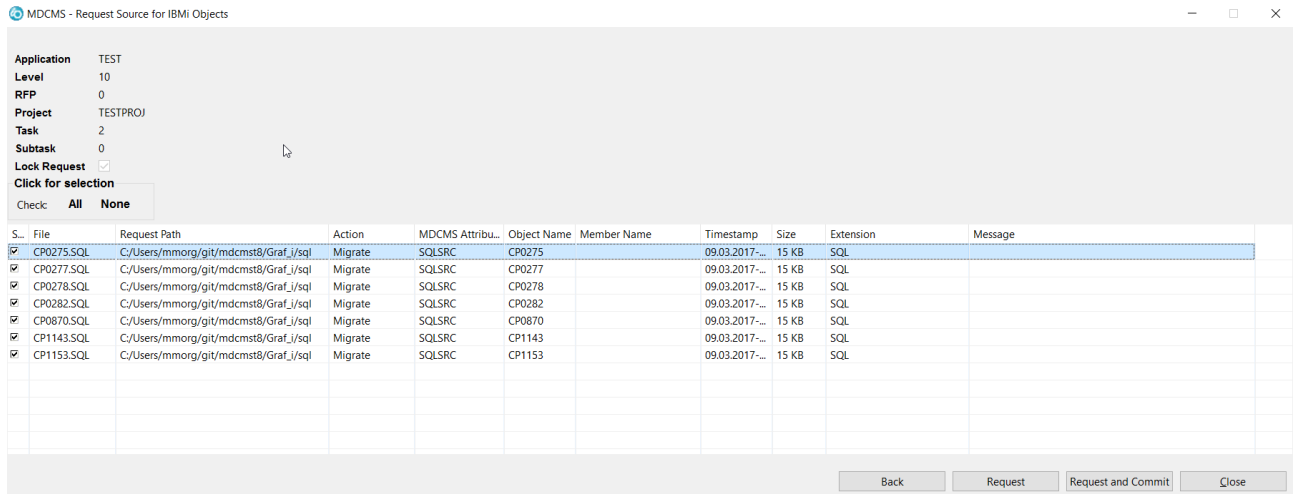 MDCMS - Request Source for IBMi Objects
Application TEST
Level 10
RFP 0
Project TESTPROJ
Task 2
Subtask 0
Lock Request
Click for selection
Check: All None
S... File Request Path Action MDCMS Attribu... Object Name Member Name Timestamp Size Extension Message
CP0275.SQL C:/Users/mmorg/git/mdcmst8/Graf_i/sql Migrate SQLSRC CP0275 09.03.2017-... 15 KB SQL
CP0277.SQL C:/Users/mmorg/git/mdcmst8/Graf_i/sql Migrate SQLSRC CP0277 09.03.2017-... 15 KB SQL
CP0278.SQL C:/Users/mmorg/git/mdcmst8/Graf_i/sql Migrate SQLSRC CP0278 09.03.2017-... 15 KB SQL
CP0282.SQL C:/Users/mmorg/git/mdcmst8/Graf_i/sql Migrate SQLSRC CP0282 09.03.2017-... 15 KB SQL
CP0870.SQL C:/Users/mmorg/git/mdcmst8/Graf_i/sql Migrate SQLSRC CP0870 09.03.2017-... 15 KB SQL
CP1143.SQL C:/Users/mmorg/git/mdcmst8/Graf_i/sql Migrate SQLSRC CP1143 09.03.2017-... 15 KB SQL
CP1153.SQL C:/Users/mmorg/git/mdcmst8/Graf_i/sql Migrate SQLSRC CP1153 09.03.2017-... 15 KB SQL
Back Request Request and Commit Close